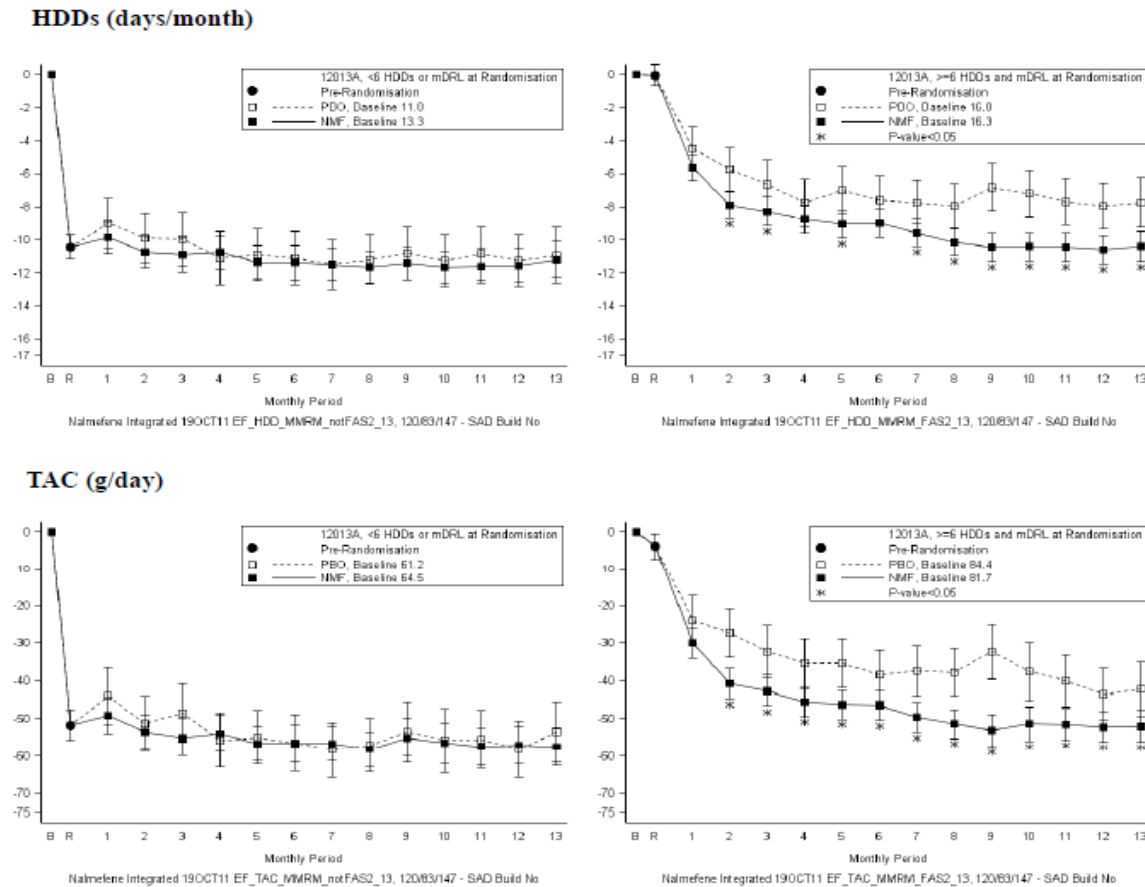 HDDs (days/month)
12013A, <6 HDDs or mDRL at Randomisation
Pre-Randomisation
PBO, Baseline 11.0
NMF, Baseline 13.3
0
-2
-4
-6
-8
-10
-12
-14
-16
-17
B R 1 2 3 4 5 6 7 8 9 10 11 12 13
Monthly Period
Nalmefene Integrated 19OCT11 EF_HDD_MMRM_notFAS2_13, 120/83/147 - SAD Build No
12013A, >=6 HDDs and mDRL at Randomisation
Pre-Randomisation
PBO, Baseline 16.0
NMF, Baseline 16.3
P-value<0.05
0
-2
-4
-6
-8
-10
-12
-14
-16
-17
B R 1 2 3 4 5 6 7 8 9 10 11 12 13
Monthly Period
Nalmefene Integrated 19OCT11 EF_HDD_MMRM_FAS2_13, 120/83/147 - SAD Build No
TAC (g/day)
12013A, <6 HDDs or mDRL at Randomisation
Pre-Randomisation
PBO, Baseline 61.2
NMF, Baseline 64.5
0
-10
-20
-30
-40
-50
-60
-70
-75
B R 1 2 3 4 5 6 7 8 9 10 11 12 13
Monthly Period
Nalmefene Integrated 19OCT11 EF_TAC_MMRM_notFAS2_13, 120/83/147 - SAD Build No
12013A, >=6 HDDs and mDRL at Randomisation
Pre-Randomisation
PBO, Baseline 84.4
NMF, Baseline 81.7
P-value<0.05
0
-10
-20
-30
-40
-50
-60
-70
-75
B R 1 2 3 4 5 6 7 8 9 10 11 12 13
Monthly Period
Nalmefene Integrated 19OCT11 EF_TAC_MMRM_FAS2_13, 120/83/147 - SAD Build No